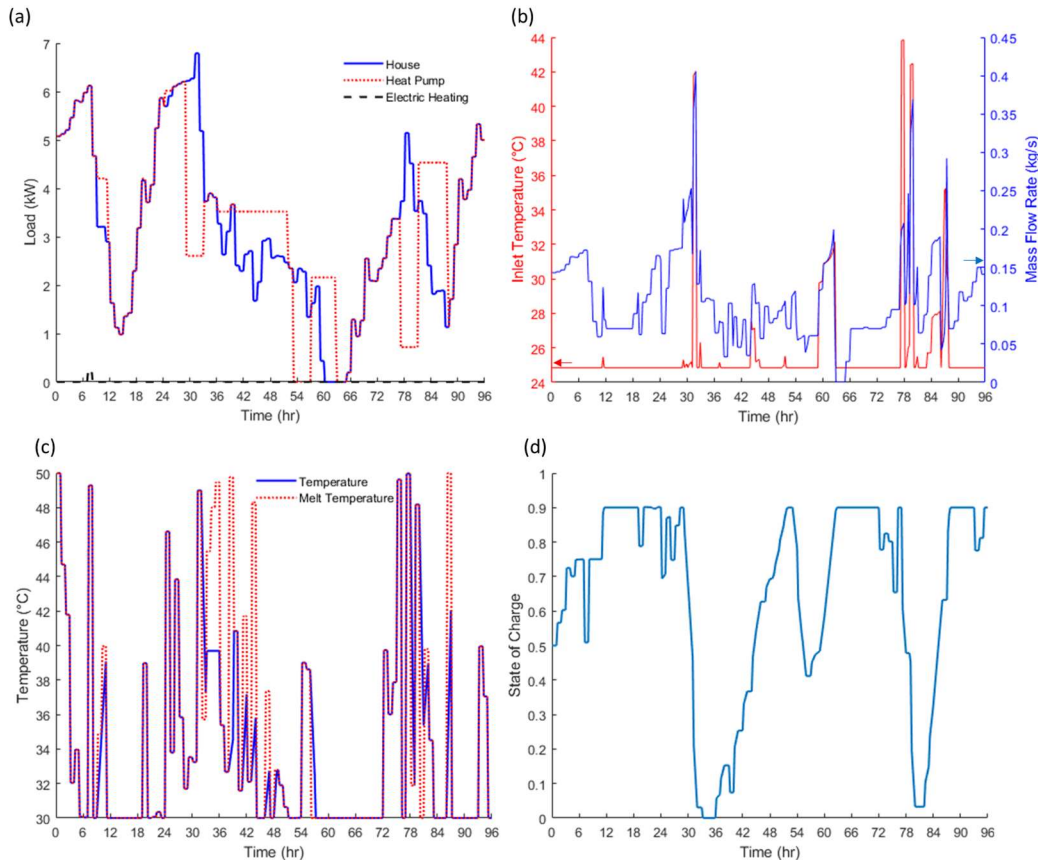 (a)
7
6
5
4
3
2
1
0
Load (kW)
House
Heat Pump
Electric Heating
0 6 12 18 24 30 36 42 48 54 60 66 72 78 84 90 96
Time (hr)
(b)
44
42
40
38
36
34
32
30
28
26
24
Inlet Temperature (°C)
0.45
0.4
0.35
0.3
0.25
0.2
0.15
0.1
0.05
0
Mass Flow Rate (kg/s)
0 6 12 18 24 30 36 42 48 54 60 66 72 78 84 90 96
Time (hr)
(c)
50
48
46
44
42
40
38
36
34
32
30
Temperature (°C)
Temperature
Melt Temperature
0 6 12 18 24 30 36 42 48 54 60 66 72 78 84 90 96
Time (hr)
(d)
1
0.9
0.8
0.7
0.6
0.5
0.4
0.3
0.2
0.1
0
State of Charge
0 6 12 18 24 30 36 42 48 54 60 66 72 78 84 90 96
Time (hr)